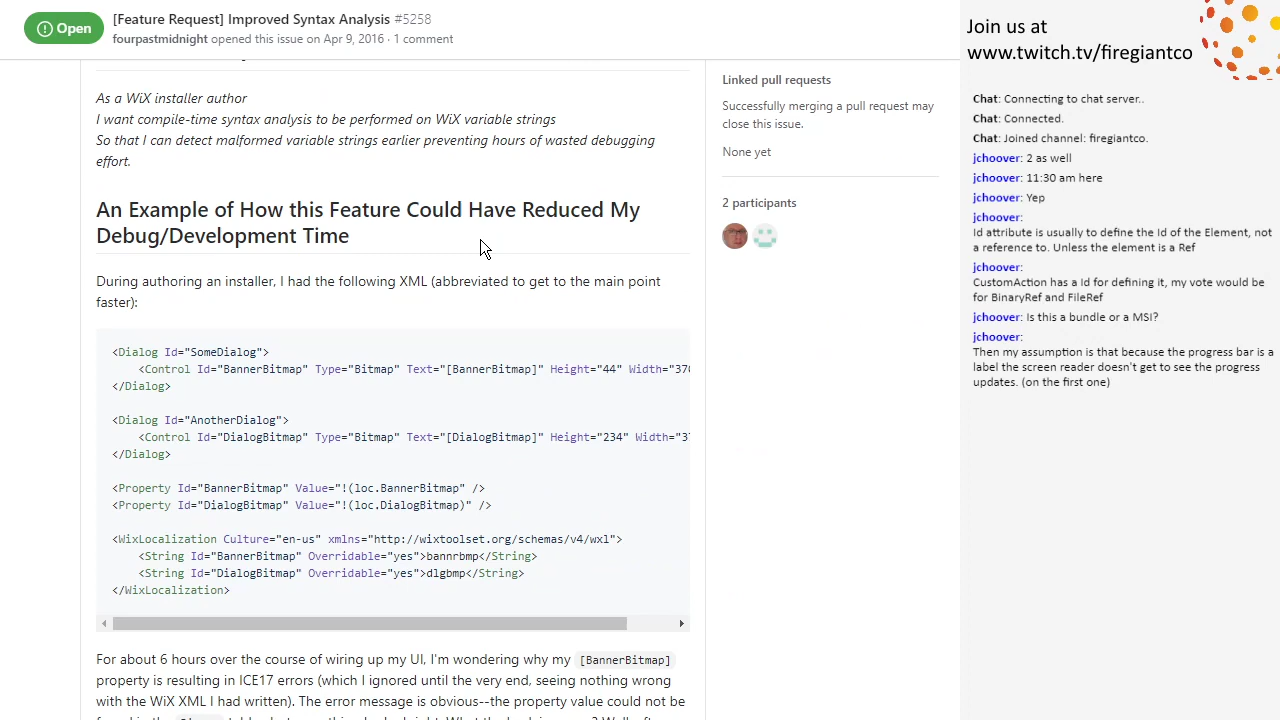 Open
[Feature Request] Improved Syntax Analysis #5258
fourpastmidnight opened this issue on Apr 9, 2016 · 1 comment
As a WiX installer author
I want compile-time syntax analysis to be performed on WiX variable strings
So that I can detect malformed variable strings earlier preventing hours of wasted debugging
effort.
An Example of How this Feature Could Have Reduced My
Debug/Development Time
During authoring an installer, I had the following XML (abbreviated to get to the main point
faster):
<Dialog Id="SomeDialog">
    <Control Id="BannerBitmap" Type="Bitmap" Text="[BannerBitmap]" Height="44" Width="370
</Dialog>
<Dialog Id="AnotherDialog">
    <Control Id="DialogBitmap" Type="Bitmap" Text="[DialogBitmap]" Height="234" Width="37
</Dialog>
<Property Id="BannerBitmap" Value="!(loc.BannerBitmap" />
<Property Id="DialogBitmap" Value="!(loc.DialogBitmap)" />
<WixLocalization Culture="en-us" xmlns="http://wixtoolset.org/schemas/v4/wxl">
    <String Id="BannerBitmap" Overridable="yes">bannrbmp</String>
    <String Id="DialogBitmap" Overridable="yes">dlgbmp</String>
</WixLocalization>
For about 6 hours over the course of wiring up my UI, I'm wondering why my [BannerBitmap]
property is resulting in ICE17 errors (which I ignored until the very end, seeing nothing wrong
with the WiX XML I had written). The error message is obvious--the property value could not be
Linked pull requests
Successfully merging a pull request may
close this issue.
None yet
2 participants
Join us at
www.twitch.tv/firegiantco
Chat: Connecting to chat server..
Chat: Connected.
Chat: Joined channel: firegiantco.
jchoover: 2 as well
jchoover: 11:30 am here
jchoover: Yep
jchoover:
Id attribute is usually to define the Id of the Element, not
a reference to. Unless the element is a Ref
jchoover:
CustomAction has a Id for defining it, my vote would be
for BinaryRef and FileRef
jchoover: Is this a bundle or a MSI?
jchoover:
Then my assumption is that because the progress bar is a
label the screen reader doesn't get to see the progress
updates. (on the first one)